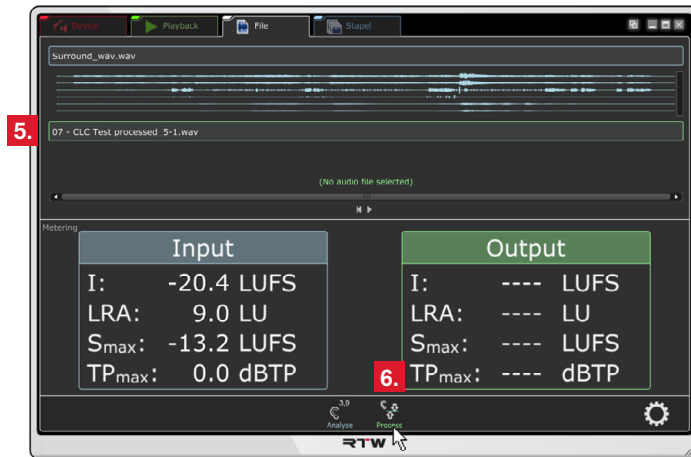 Device Playback File Stapel
Surround_wav.wav
5.
07 - CLC Test processed_5-1.wav
(No audio file selected)
Metering
Input
I: -20.4 LUFS
LRA: 9.0 LU
Smax: -13.2 LUFS
TPmax: 0.0 dBTP
Output
I: ---- LUFS
LRA: ---- LU
Smax: ---- LUFS
6.
TPmax: ---- dBTP
3,9
Analyse Process
RTW